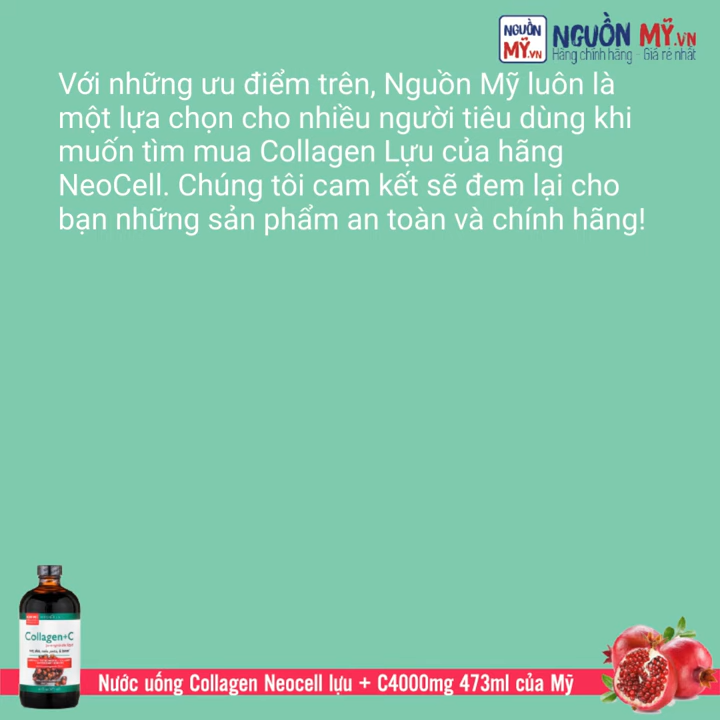 NGUỒN
MỸ.VN
NGUỒN MỸ.VN
Hàng chính hãng - Giá rẻ nhất
Với những ưu điểm trên, Nguồn Mỹ luôn là
một lựa chọn cho nhiều người tiêu dùng khi
muốn tìm mua Collagen Lựu của hãng
NeoCell. Chúng tôi cam kết sẽ đem lại cho
bạn những sản phẩm an toàn và chính hãng!
Collagen+C
Nước uống Collagen Neocell lựu + C4000mg 473ml của Mỹ